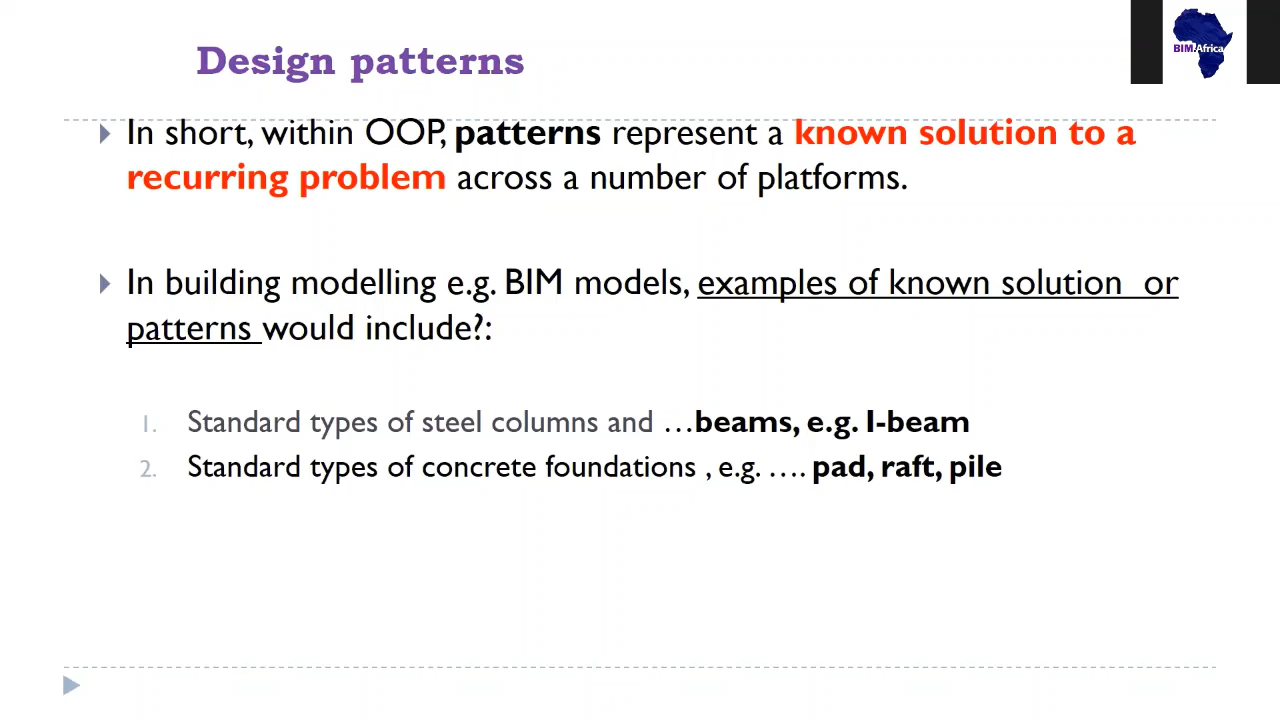 Design patterns
BIM.Africa
In short, within OOP, patterns represent a known solution to a
recurring problem across a number of platforms.
In building modelling e.g. BIM models, examples of known solution or
patterns would include?:
1. Standard types of steel columns and ...beams, e.g. I-beam
2. Standard types of concrete foundations , e.g. .... pad, raft, pile